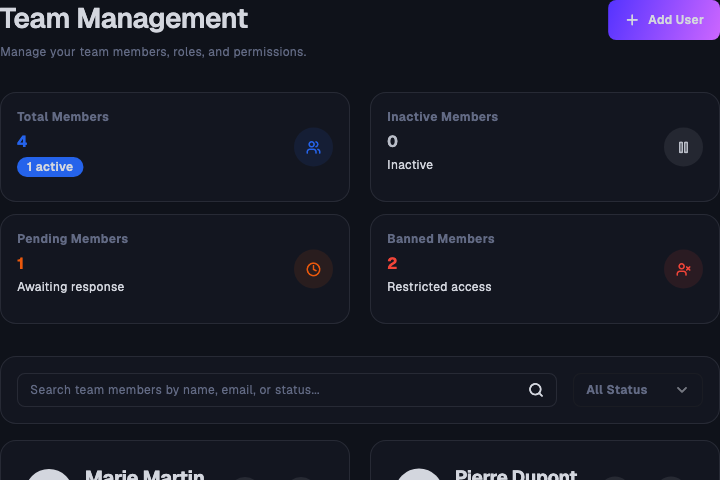 Team Management
Add User
Manage your team members, roles, and permissions.
Total Members
4
1 active
Inactive Members
0
Inactive
Pending Members
1
Awaiting response
Banned Members
2
Restricted access
Search team members by name, email, or status...
All Status
Marie Martin
Pierre Dupont